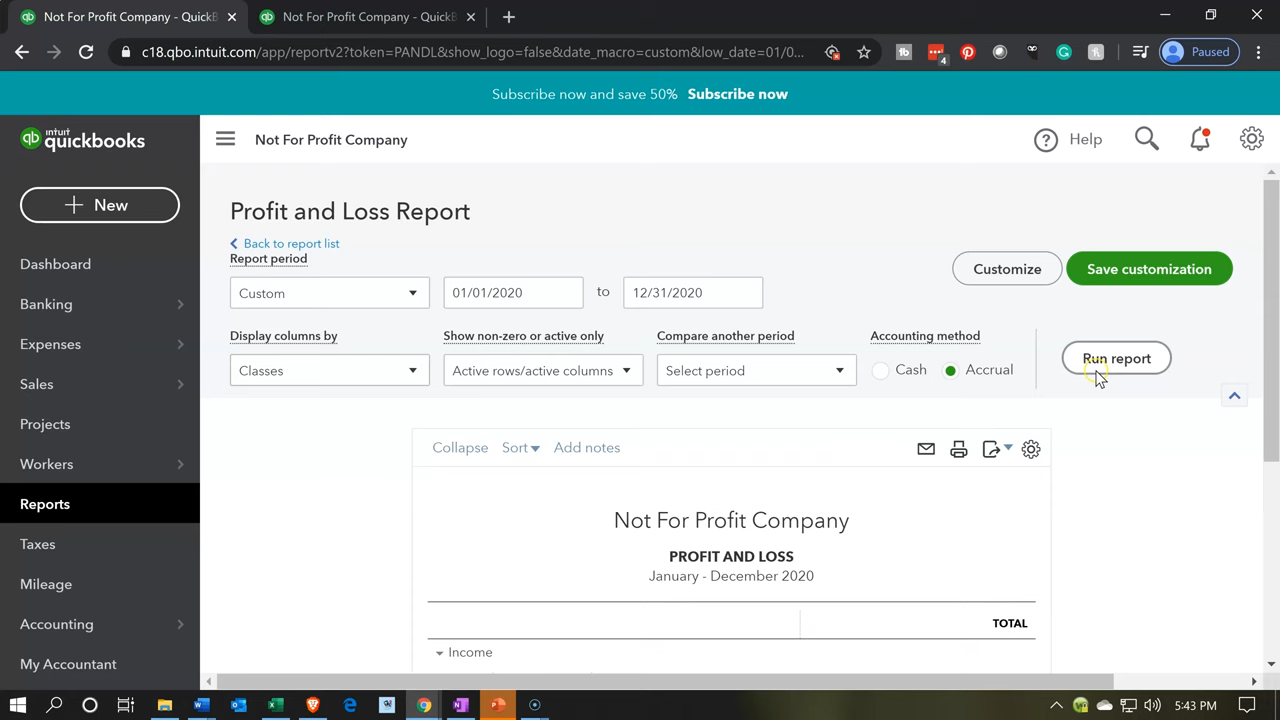 Not For Profit Company - QuickB
Not For Profit Company - QuickB
c18.qbo.intuit.com/app/reportv2?token=PANDL&show_logo=false&date_macro=custom&low_date=01/0...
4
Paused
Subscribe now and save 50% Subscribe now
intuit
quickbooks
Not For Profit Company
Help
New
Profit and Loss Report
Back to report list
Report period
Custom
01/01/2020
to
12/31/2020
Customize
Save customization
Display columns by
Show non-zero or active only
Compare another period
Accounting method
Classes
Active rows/active columns
Select period
Cash
Accrual
Run report
Dashboard
Banking
Expenses
Sales
Projects
Workers
Reports
Taxes
Mileage
Accounting
My Accountant
Collapse
Sort
Add notes
Not For Profit Company
PROFIT AND LOSS
January - December 2020
TOTAL
Income
5:43 PM